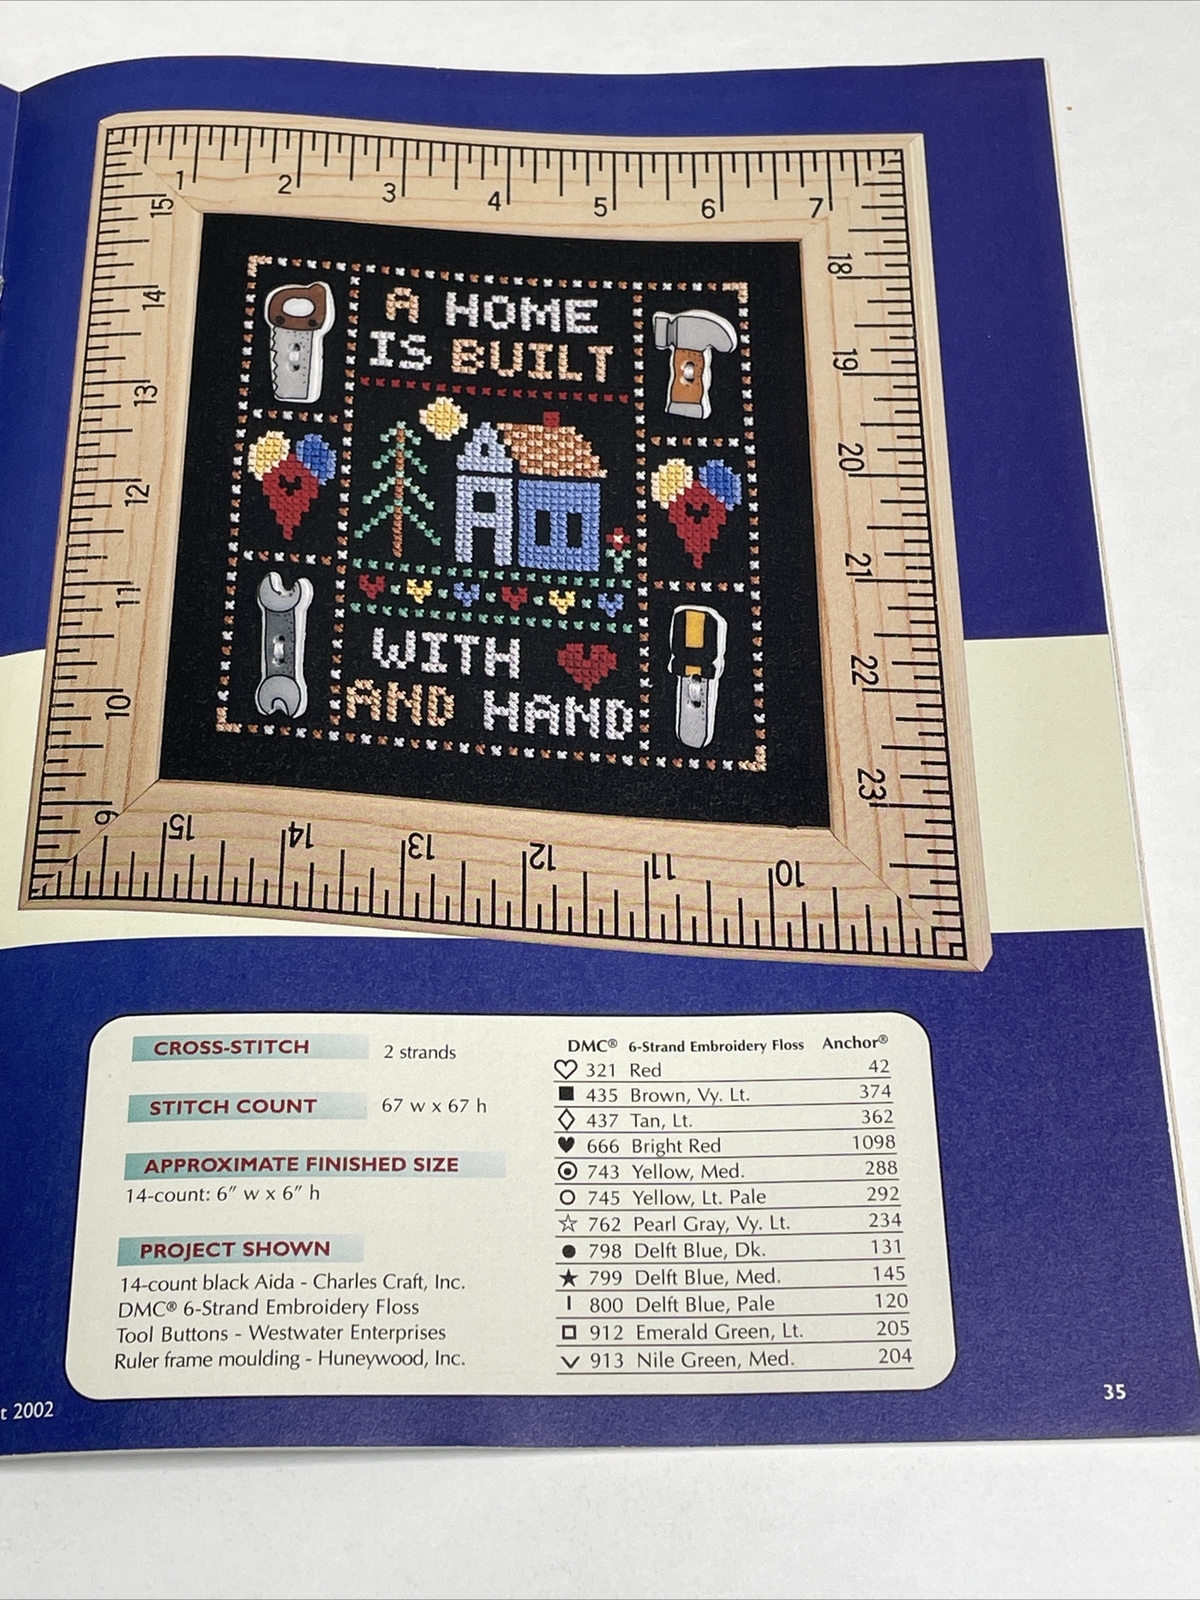 1 2 3 4 5 6 7
15
14
13
12
11
10
9
18
19
20
21
22
23
15 14 13 12 11 10
A HOME
IS BUILT
WITH
AND HAND
CROSS-STITCH 2 strands
STITCH COUNT 67 w x 67 h
APPROXIMATE FINISHED SIZE
14-count: 6" w x 6" h
PROJECT SHOWN
14-count black Aida - Charles Craft, Inc.
DMC® 6-Strand Embroidery Floss
Tool Buttons - Westwater Enterprises
Ruler frame moulding - Huneywood, Inc.
DMC® 6-Strand Embroidery Floss Anchor®
321 Red 42
435 Brown, Vy. Lt. 374
437 Tan, Lt. 362
666 Bright Red 1098
743 Yellow, Med. 288
745 Yellow, Lt. Pale 292
762 Pearl Gray, Vy. Lt. 234
798 Delft Blue, Dk. 131
799 Delft Blue, Med. 145
800 Delft Blue, Pale 120
912 Emerald Green, Lt. 205
913 Nile Green, Med. 204
t 2002
35